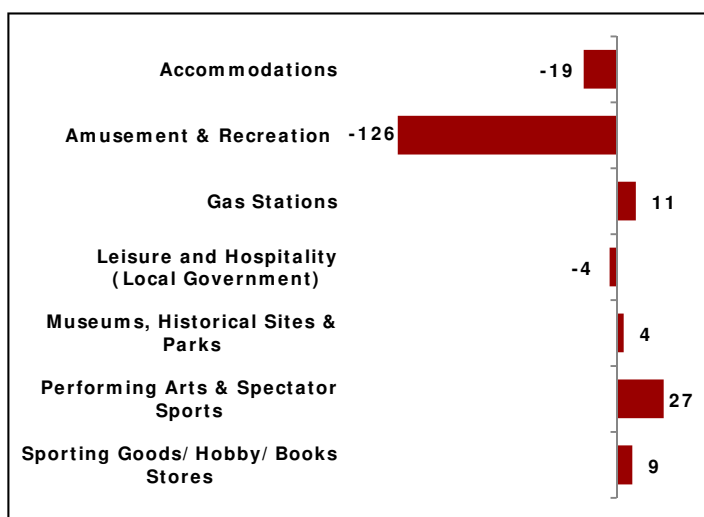 Accommodations
-19
Amusement & Recreation
-126
Gas Stations
11
Leisure and Hospitality
(Local Government)
-4
Museums, Historical Sites &
Parks
4
Performing Arts & Spectator
Sports
27
Sporting Goods/ Hobby/ Books
Stores
9